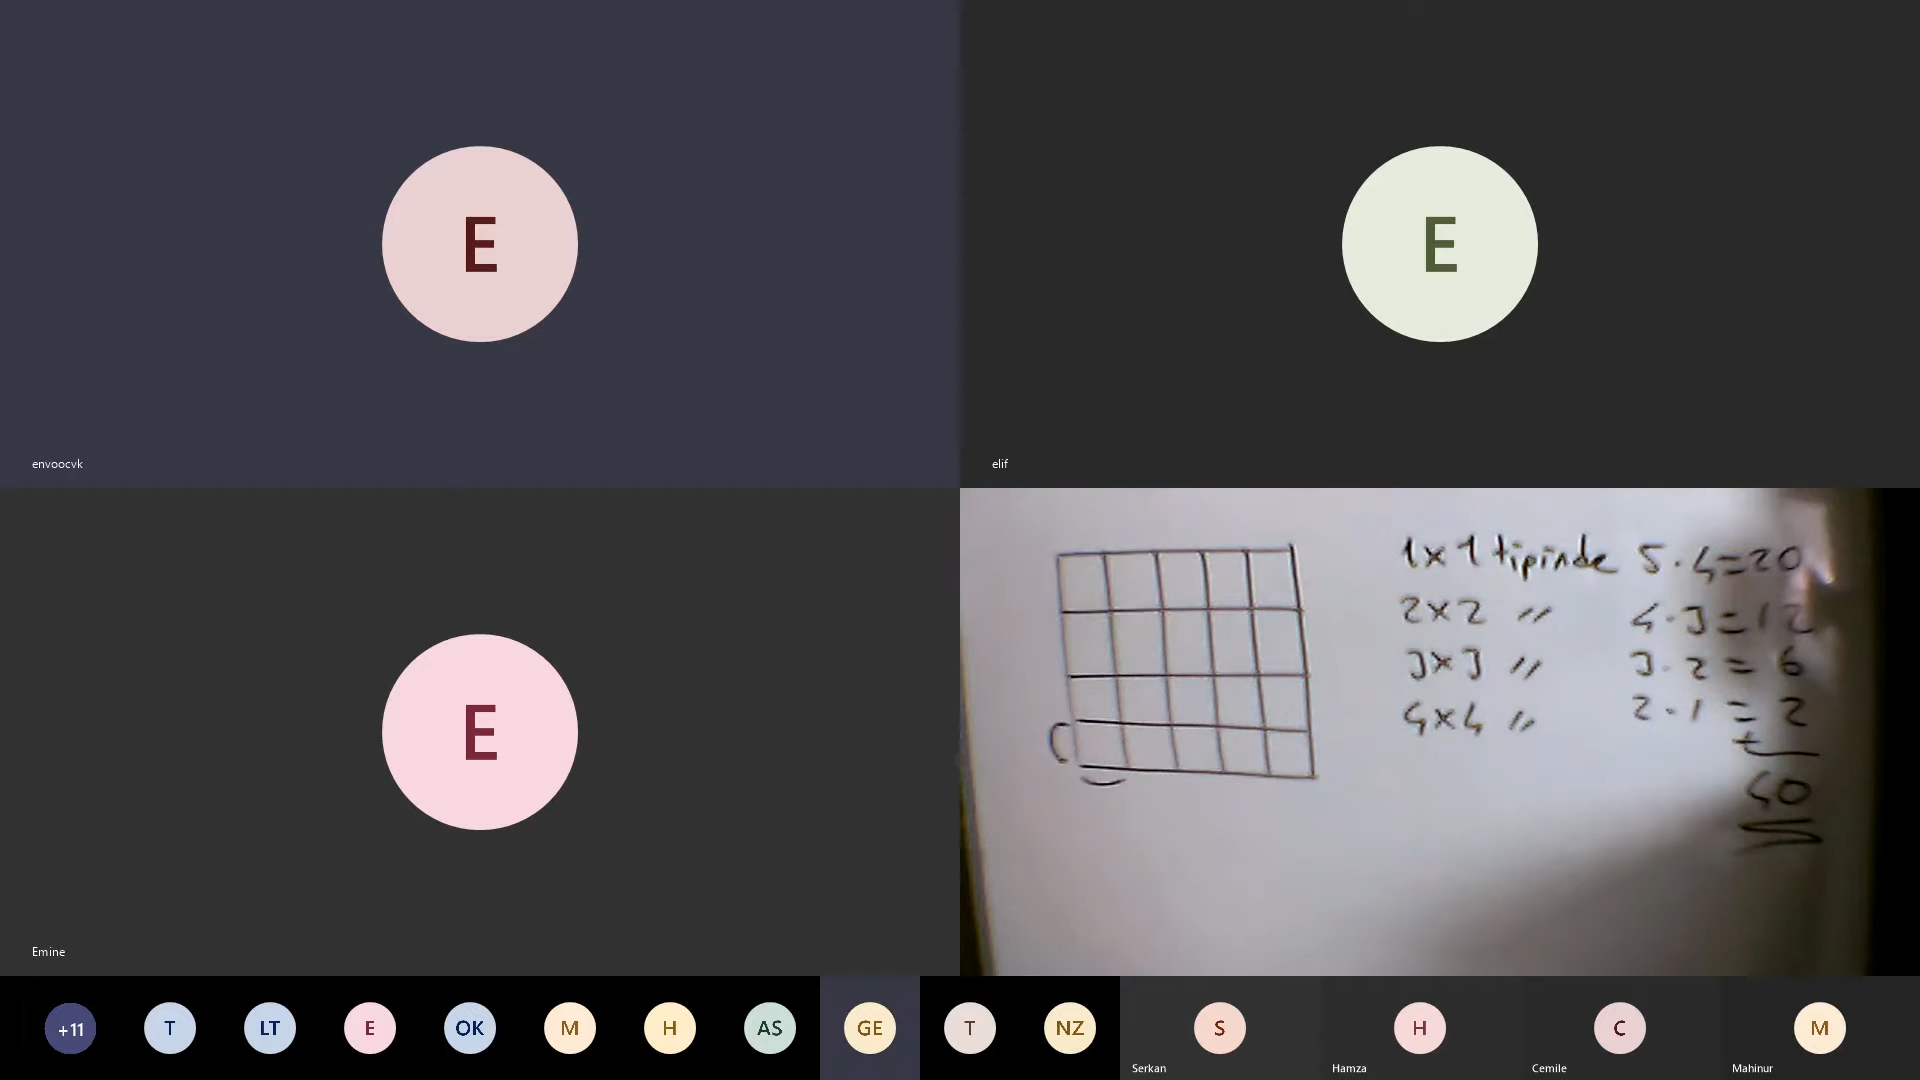 E
envoocvk
E
elif
E
Emine
1x1 tipinde 5.4=20
2x2 〃 4.3=12
3x3 〃 3.2=6
4x4 〃 2.1=2
+
40
+11
T
LT
E
OK
M
H
AS
GE
T
NZ
S
Serkan
H
Hamza
C
Cemile
M
Mahinur